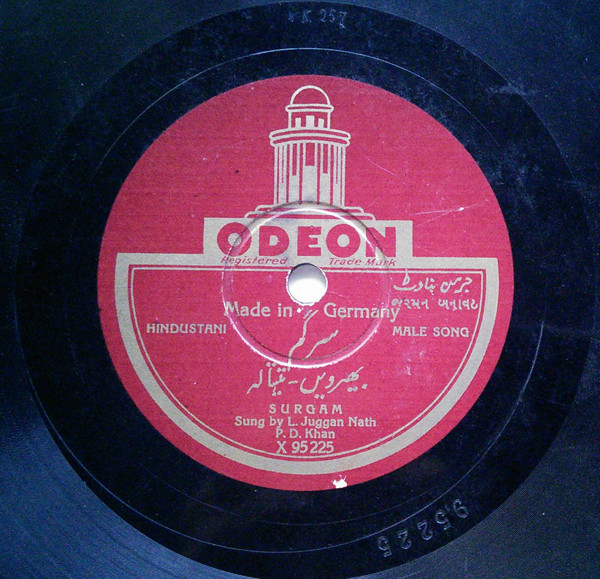 K 257
ODEON
Registered Trade Mark
جرمن بناوٹ
Made in Germany
જરમન બનાવટ
HINDUSTANI
سرگم
MALE SONG
بھیرویں - تیتالہ
SURGAM
Sung by L. Juggan Nath
P. D. Khan
X 95225
95225